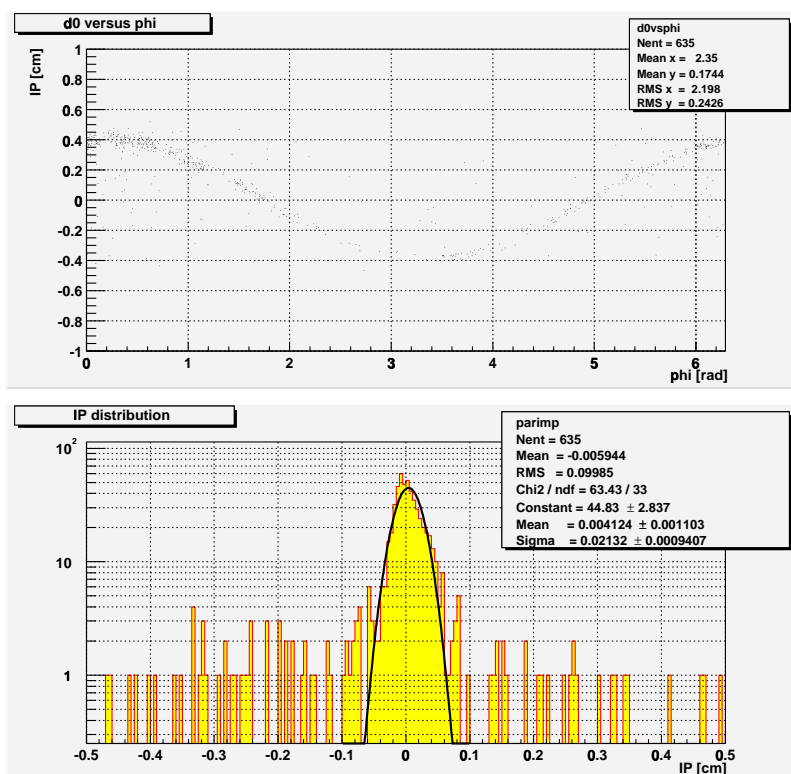 d0 versus phi
d0vsphi
Nent = 635
Mean x = 2.35
Mean y = 0.1744
RMS x = 2.198
RMS y = 0.2426
IP [cm]
1
0.8
0.6
0.4
0.2
0
-0.2
-0.4
-0.6
-0.8
-1
0 1 2 3 4 5 6
phi [rad]
IP distribution
parimp
Nent = 635
Mean = -0.005944
RMS = 0.09985
Chi2 / ndf = 63.43 / 33
Constant = 44.83 ± 2.837
Mean = 0.004124 ± 0.001103
Sigma = 0.02132 ± 0.0009407
10²
10
1
-0.5 -0.4 -0.3 -0.2 -0.1 0 0.1 0.2 0.3 0.4 0.5
IP [cm]